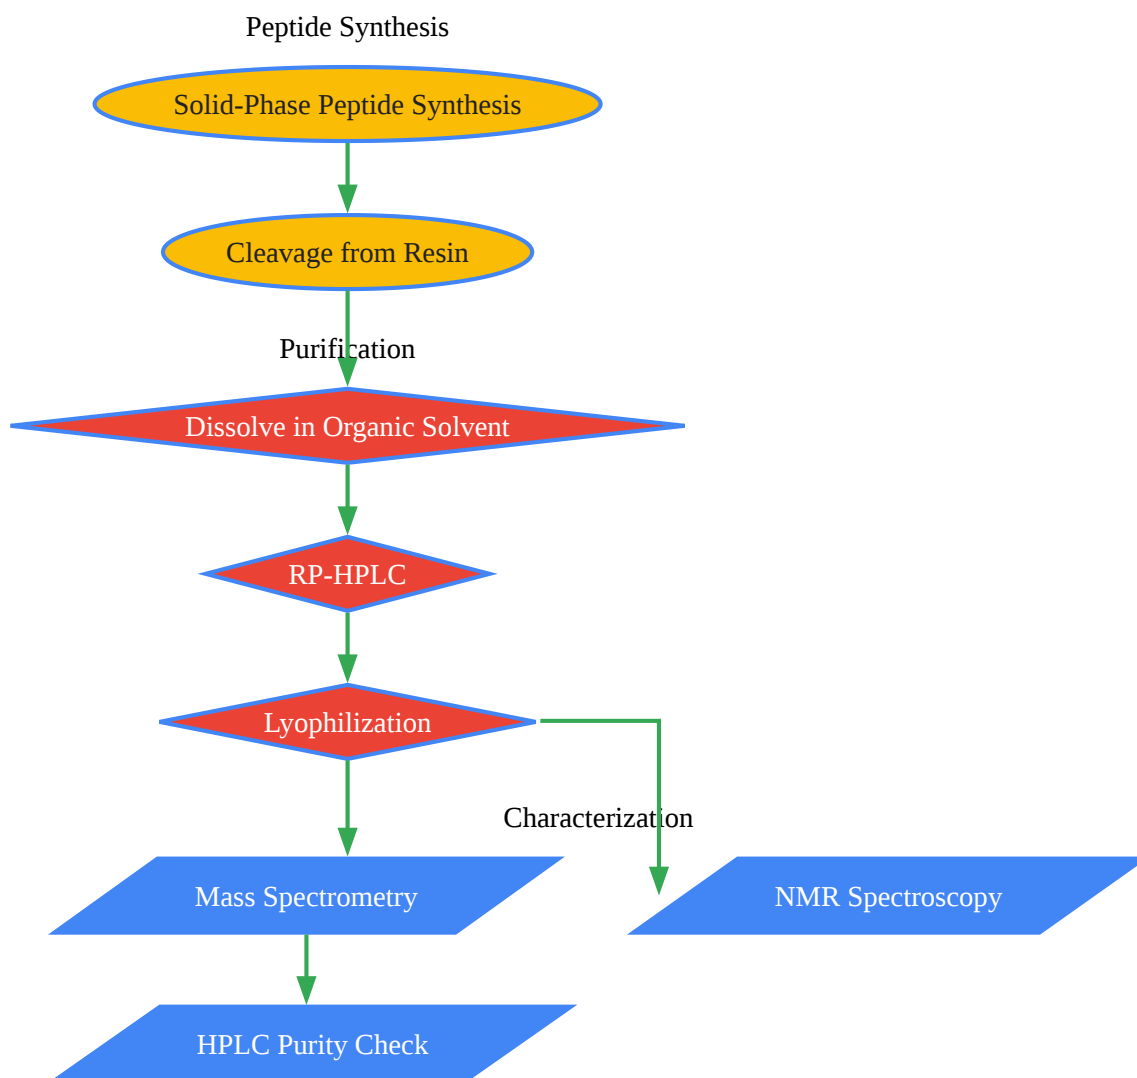 Peptide Synthesis
Solid-Phase Peptide Synthesis
Cleavage from Resin
Purification
Dissolve in Organic Solvent
RP-HPLC
Lyophilization
Characterization
Mass Spectrometry
NMR Spectroscopy
HPLC Purity Check